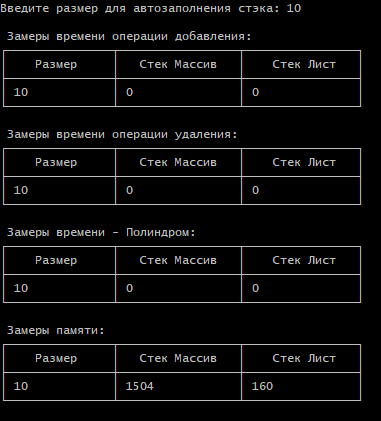 Введите размер для автозаполнения стэка: 10
Замеры времени операции добавления:
Размер Стек Массив Стек Лист
10 0 0
Замеры времени операции удаления:
Размер Стек Массив Стек Лист
10 0 0
Замеры времени - Полиндром:
Размер Стек Массив Стек Лист
10 0 0
Замеры памяти:
Размер Стек Массив Стек Лист
10 1504 160